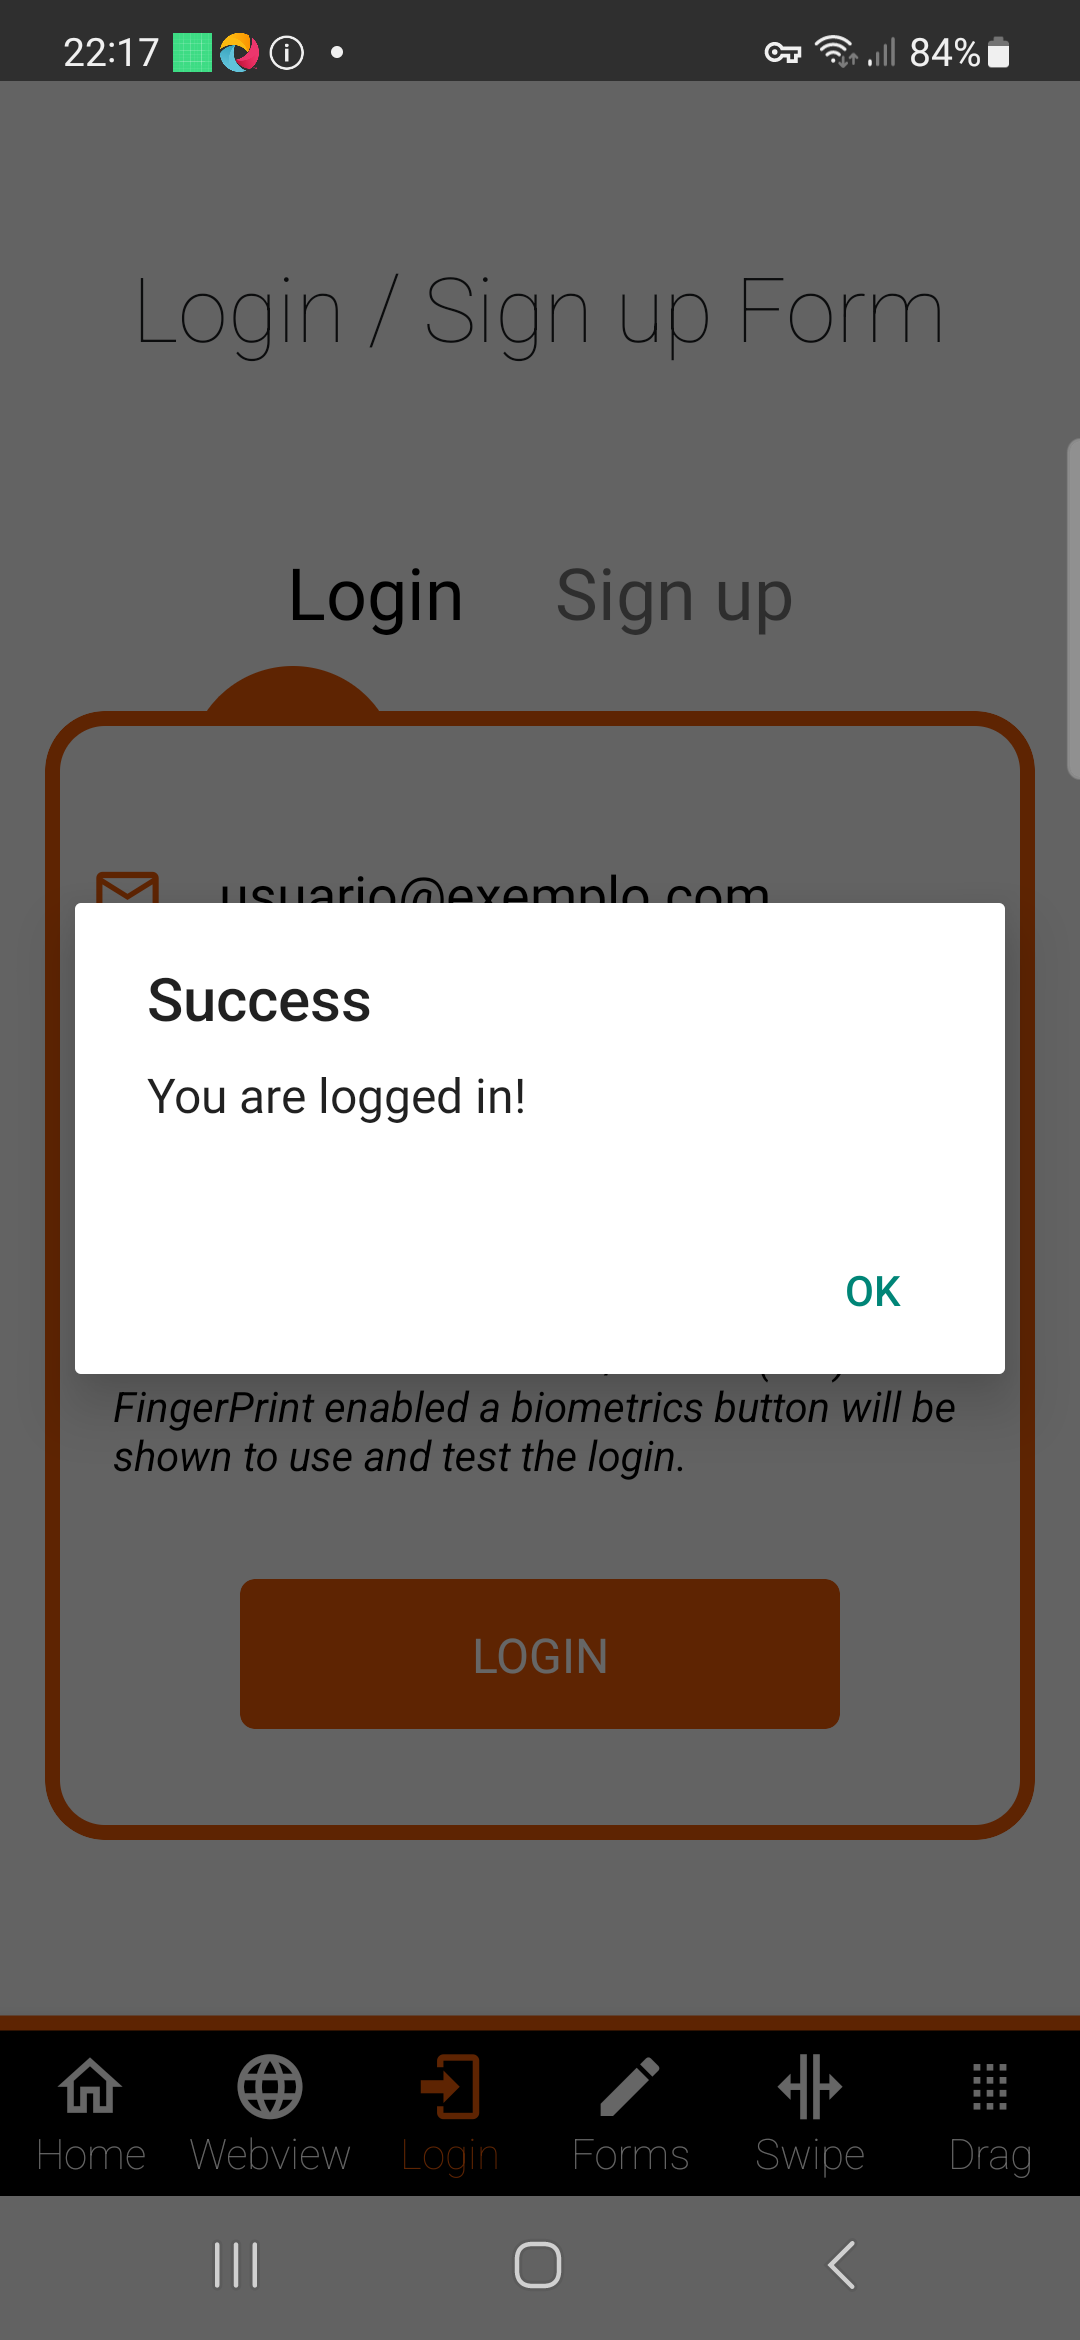 22:17
84%
Login / Sign up Form
Login
Sign up
usuario@exemplo.com
Success
You are logged in!
OK
FingerPrint enabled a biometrics button will be
shown to use and test the login.
LOGIN
Home
Webview
Login
Forms
Swipe
Drag